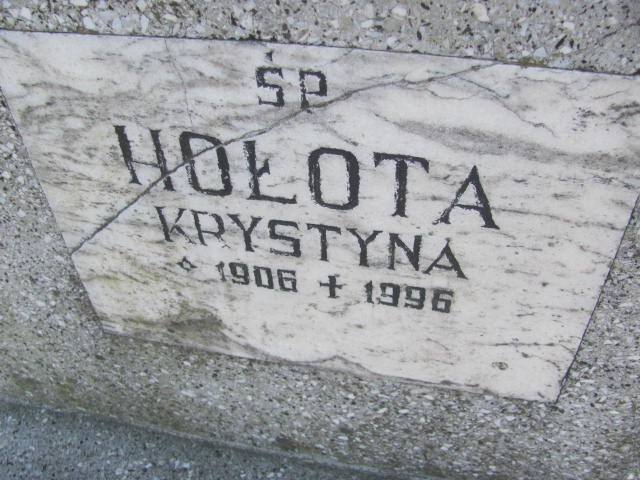 ŚP
HOŁOTA
KRYSTYNA
* 1906 + 1996